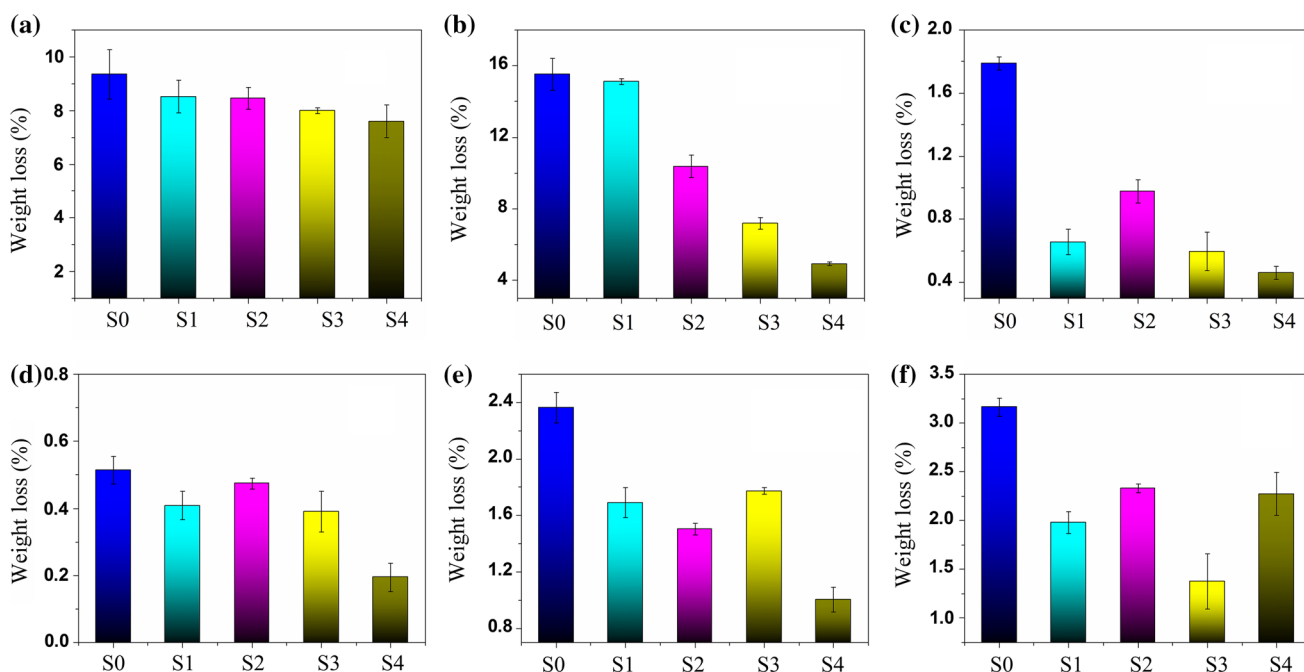 (a)
Weight loss (%)
10
8
6
4
2
S0 S1 S2 S3 S4
(b)
Weight loss (%)
16
12
8
4
S0 S1 S2 S3 S4
(c)
Weight loss (%)
2.0
1.6
1.2
0.8
0.4
S0 S1 S2 S3 S4
(d)
Weight loss (%)
0.8
0.6
0.4
0.2
0.0
S0 S1 S2 S3 S4
(e)
Weight loss (%)
2.4
2.0
1.6
1.2
0.8
S0 S1 S2 S3 S4
(f)
Weight loss (%)
3.5
3.0
2.5
2.0
1.5
1.0
S0 S1 S2 S3 S4